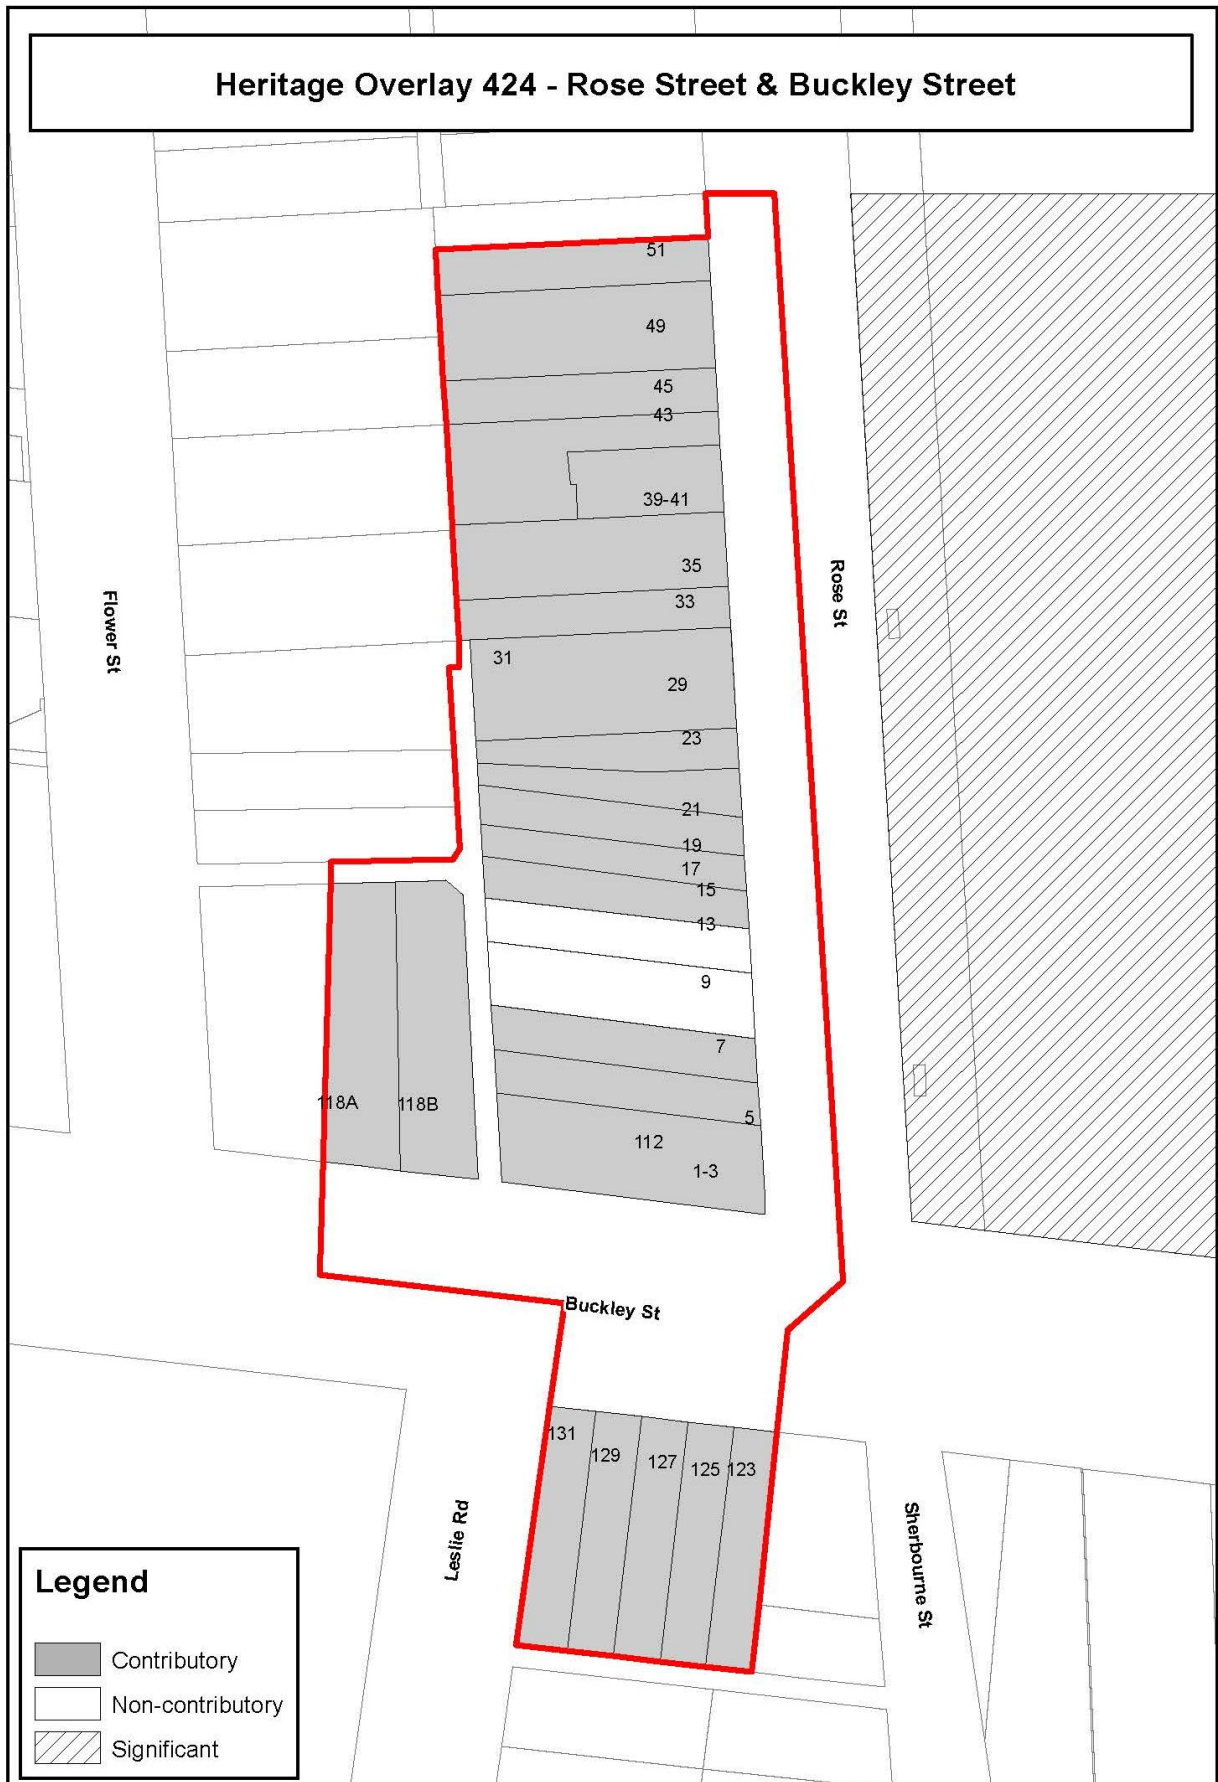 Heritage Overlay 424 - Rose Street & Buckley Street
51
49
45
43
39-41
35
Rose St
Flower St
33
31
29
23
21
19
17
15
13
9
7
118A
118B
5
112
1-3
Buckley St
131
129
127
125
123
Leslie Rd
Sherbourne St
Legend
Contributory
Non-contributory
Significant